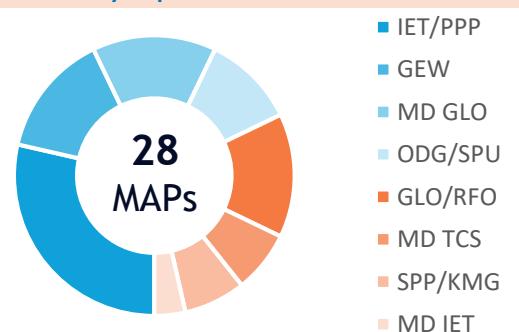 28
MAPs
IET/PPP
GEW
MD GLO
ODG/SPU
GLO/RFO
MD TCS
SPP/KMG
MD IET